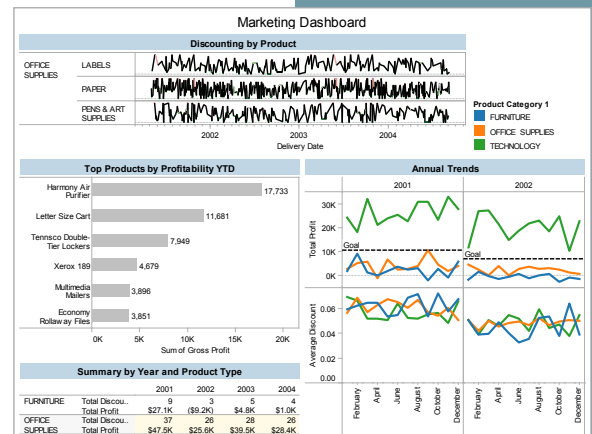 Marketing Dashboard
Discounting by Product
OFFICE SUPPLIES
LABELS
PAPER
PENS & ART SUPPLIES
2002 2003 2004
Delivery Date
Product Category 1
FURNITURE
OFFICE SUPPLIES
TECHNOLOGY
Top Products by Profitability YTD
Harmony Air
Purifier
17,733
Letter Size Cart
11,681
Tennsco Double-
Tier Lockers
7,949
Xerox 189
4,679
Multimedia
Mailers
3,896
Economy
Rollaway Files
3,851
0K 5K 10K 15K 20K
Sum of Gross Profit
Annual Trends
2001 2002
Total Profit
30K
20K
10K
0K
Goal
Goal
Average Discount
0.06
0.04
0.02
0.00
February April June August October December February April June August October December
Summary by Year and Product Type
2001 2002 2003 2004
FURNITURE Total Discou.. 9 3 5 4
Total Profit $27.1K ($9.2K) $4.8K $1.0K
OFFICE Total Discou.. 37 26 28 26
SUPPLIES Total Profit $47.5K $25.6K $39.5K $28.4K